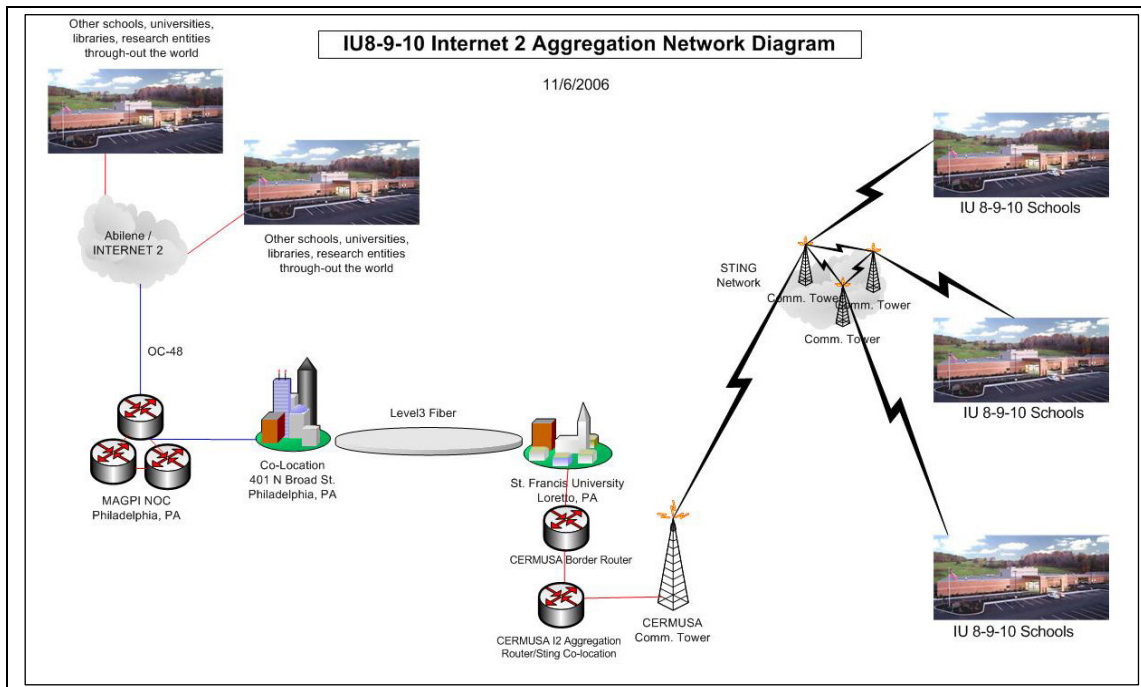 Other schools, universities,
libraries, research entities
through-out the world
IU8-9-10 Internet 2 Aggregation Network Diagram
11/6/2006
Abilene /
INTERNET 2
Other schools, universities,
libraries, research entities
through-out the world
IU 8-9-10 Schools
STING
Network
Comm. Tower
Comm. Tower
Comm. Tower
OC-48
IU 8-9-10 Schools
Level3 Fiber
Co-Location
401 N Broad St.
Philadelphia, PA
MAGPI NOC
Philadelphia, PA
St. Francis University
Loretto, PA
CERMUSA Border Router
CERMUSA I2 Aggregation
Router/Sting Co-location
CERMUSA
Comm. Tower
IU 8-9-10 Schools